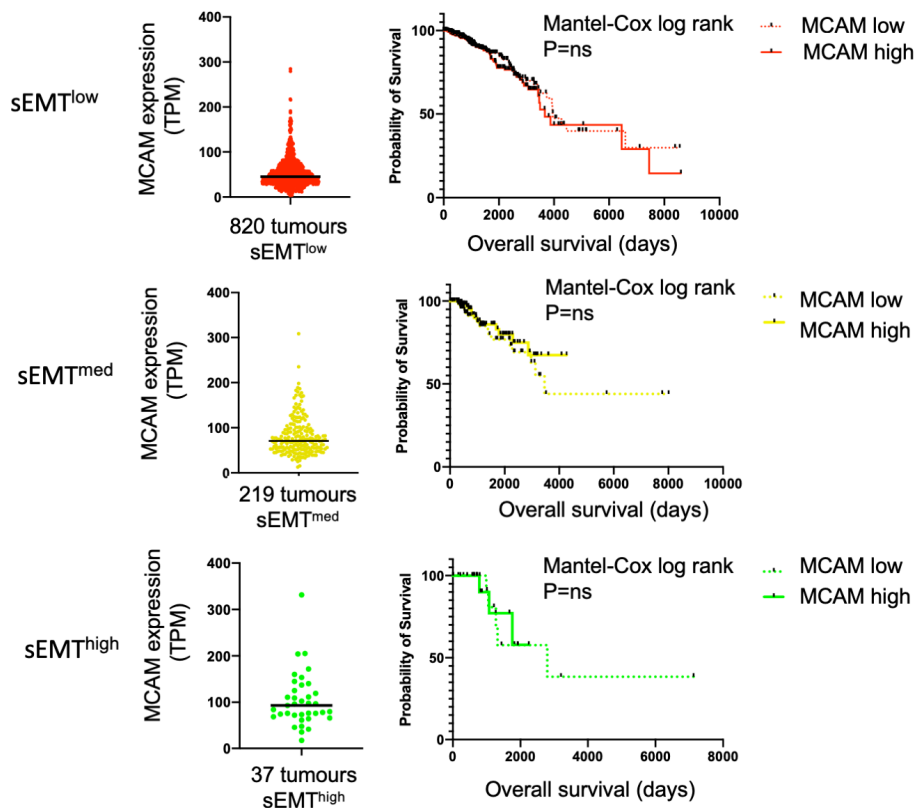 sEMTlow
MCAM expression
(TPM)
400
300
200
100
0
820 tumours
sEMTlow
Probability of Survival
100
50
0
0
2000
4000
6000
8000
10000
Overall survival (days)
Mantel-Cox log rank
P=ns
MCAM low
MCAM high
sEMTmed
MCAM expression
(TPM)
400
300
200
100
0
219 tumours
sEMTmed
Probability of Survival
100
50
0
0
2000
4000
6000
8000
10000
Overall survival (days)
Mantel-Cox log rank
P=ns
MCAM low
MCAM high
sEMThigh
MCAM expression
(TPM)
400
300
200
100
0
37 tumours
sEMThigh
Probability of Survival
100
50
0
0
2000
4000
6000
8000
Overall survival (days)
Mantel-Cox log rank
P=ns
MCAM low
MCAM high